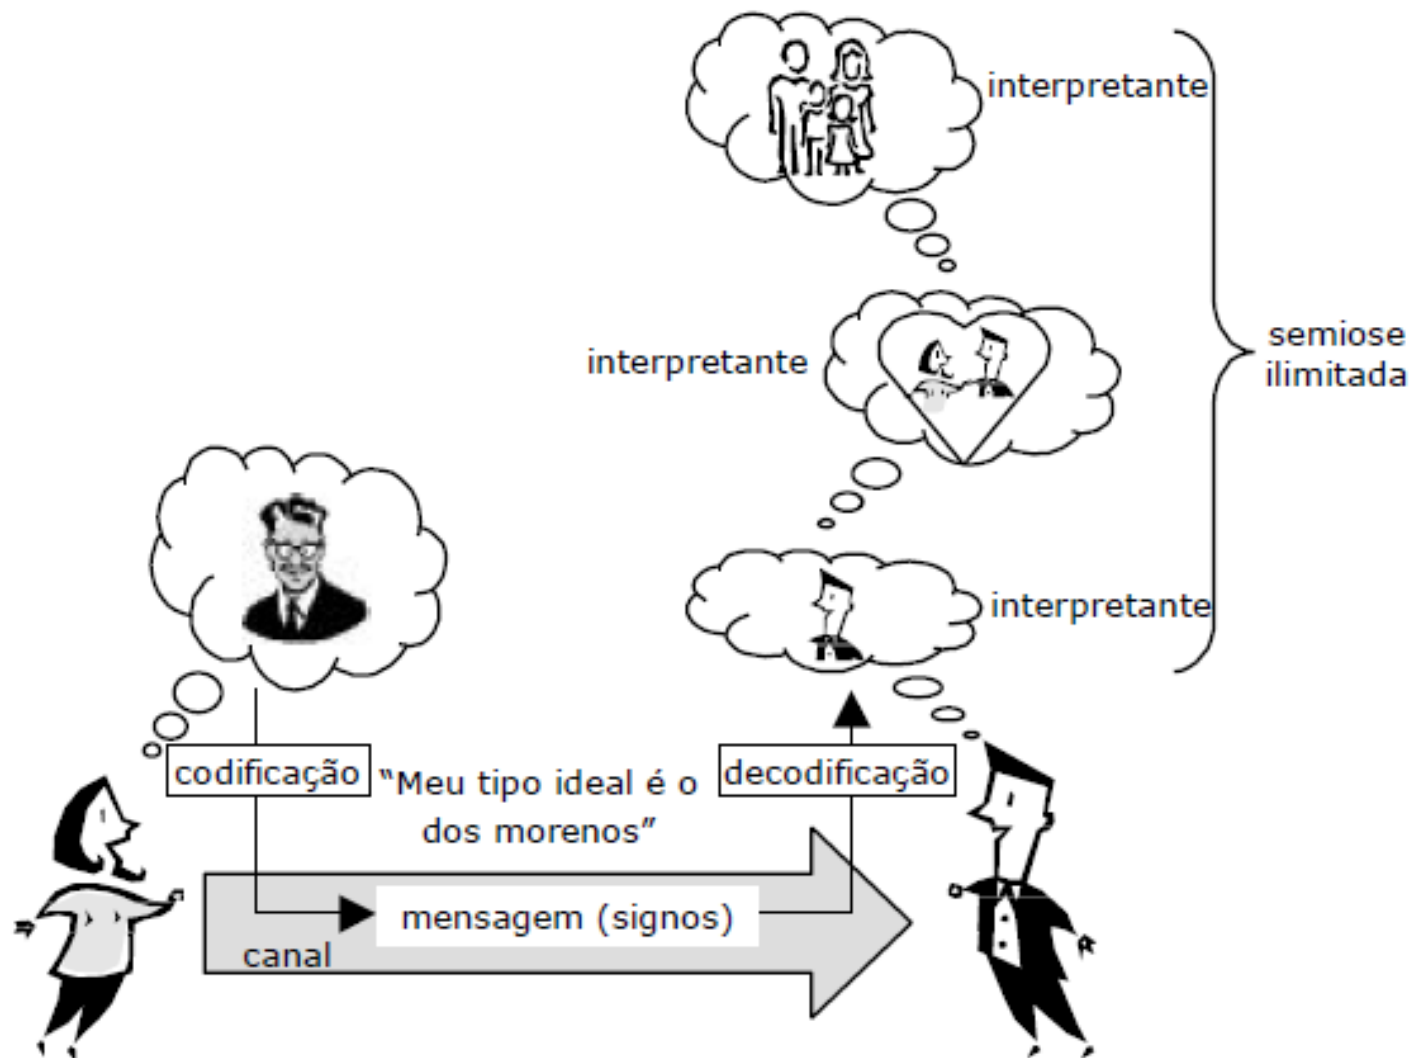 interpretante
interpretante
semiose
ilimitada
interpretante
codificação
"Meu tipo ideal é o
dos morenos"
decodificação
mensagem (signos)
canal